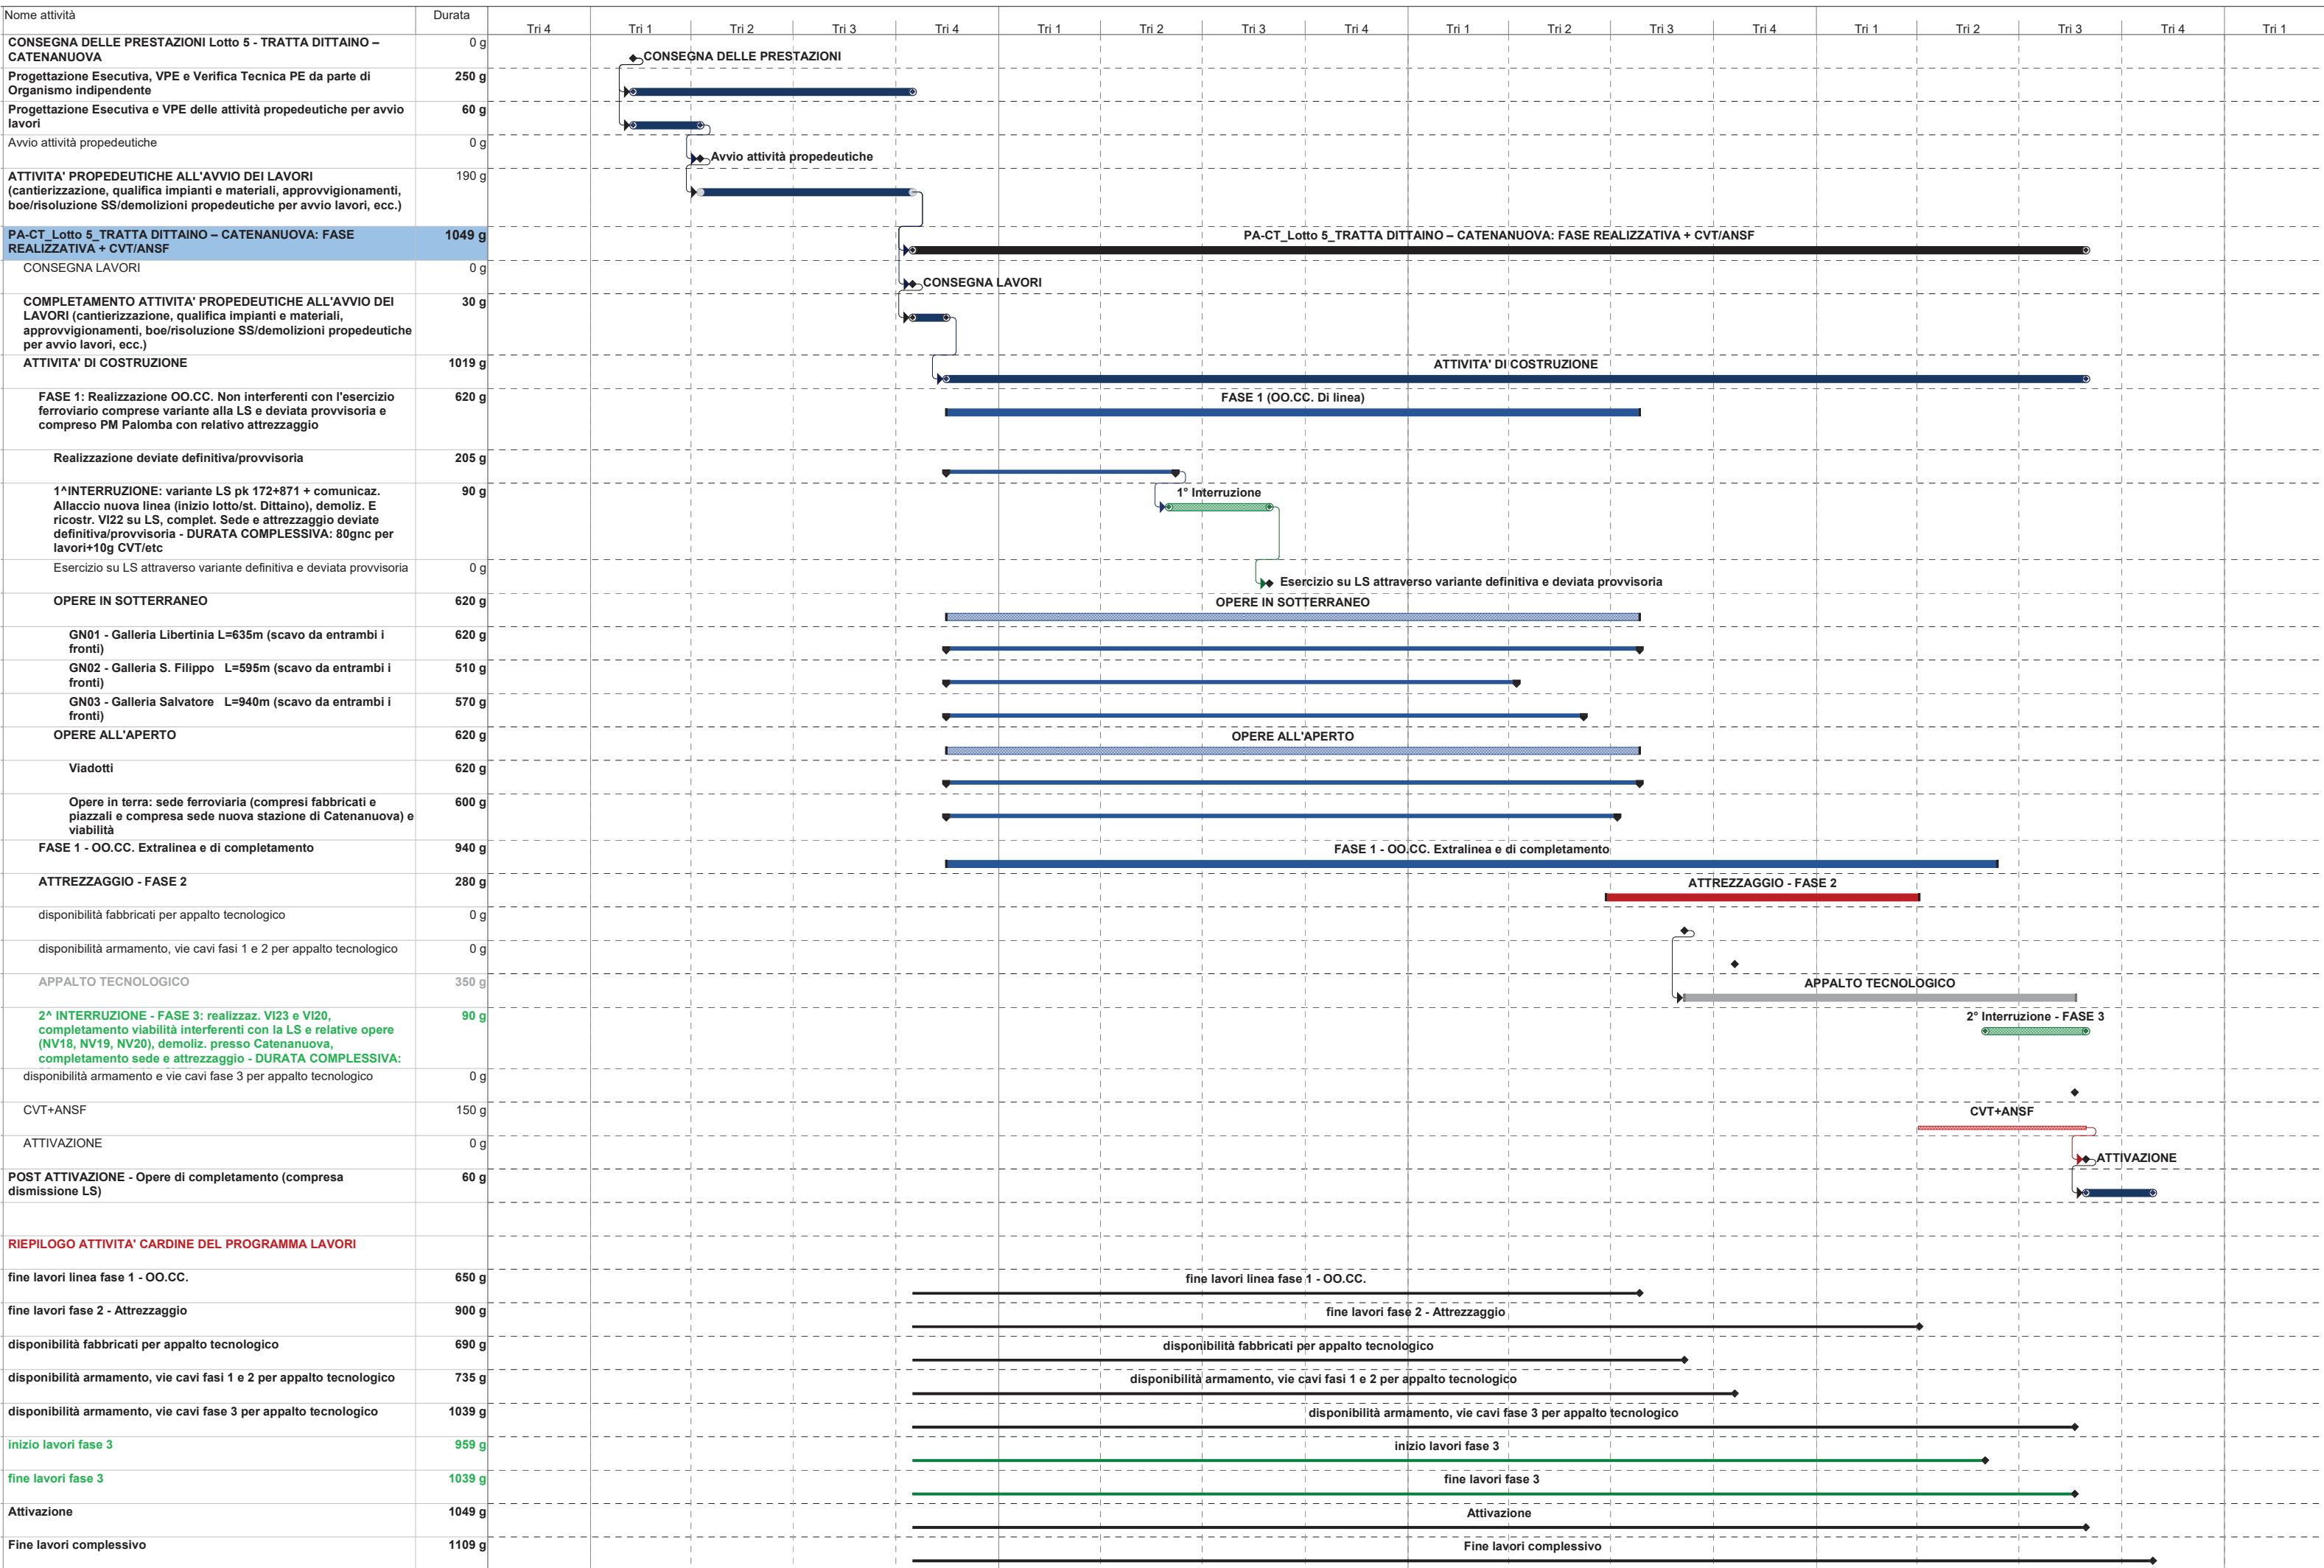 Nome attività Durata
Tri 4 Tri 1 Tri 2 Tri 3 Tri 4 Tri 1 Tri 2 Tri 3 Tri 4 Tri 1 Tri 2 Tri 3 Tri 4 Tri 1 Tri 2 Tri 3 Tri 4 Tri 1
CONSEGNA DELLE PRESTAZIONI Lotto 5 - TRATTA DITTAINO – 0 g
CATENANUOVA
CONSEGNA DELLE PRESTAZIONI
Progettazione Esecutiva, VPE e Verifica Tecnica PE da parte di 250 g
Organismo indipendente
Progettazione Esecutiva e VPE delle attività propedeutiche per avvio 60 g
lavori
Avvio attività propedeutiche 0 g
Avvio attività propedeutiche
ATTIVITA' PROPEDEUTICHE ALL'AVVIO DEI LAVORI 190 g
(cantierizzazione, qualifica impianti e materiali, approvvigionamenti,
boe/risoluzione SS/demolizioni propedeutiche per avvio lavori, ecc.)
PA-CT_Lotto 5_TRATTA DITTAINO – CATENANUOVA: FASE 1049 g
REALIZZATIVA + CVT/ANSF
PA-CT_Lotto 5_TRATTA DITTAINO – CATENANUOVA: FASE REALIZZATIVA + CVT/ANSF
CONSEGNA LAVORI 0 g
CONSEGNA LAVORI
COMPLETAMENTO ATTIVITA' PROPEDEUTICHE ALL'AVVIO DEI 30 g
LAVORI (cantierizzazione, qualifica impianti e materiali,
approvvigionamenti, boe/risoluzione SS/demolizioni propedeutiche
per avvio lavori, ecc.)
ATTIVITA' DI COSTRUZIONE 1019 g
ATTIVITA' DI COSTRUZIONE
FASE 1: Realizzazione OO.CC. Non interferenti con l'esercizio 620 g
ferroviario comprese variante alla LS e deviata provvisoria e
compreso PM Palomba con relativo attrezzaggio
FASE 1 (OO.CC. Di linea)
Realizzazione deviate definitiva/provvisoria 205 g
1^INTERRUZIONE: variante LS pk 172+871 + comunicaz. 90 g
Allaccio nuova linea (inizio lotto/st. Dittaino), demoliz. E
ricostr. VI22 su LS, complet. Sede e attrezzaggio deviate
definitiva/provvisoria - DURATA COMPLESSIVA: 80gnc per
lavori+10g CVT/etc
1° Interruzione
Esercizio su LS attraverso variante definitiva e deviata provvisoria 0 g
Esercizio su LS attraverso variante definitiva e deviata provvisoria
OPERE IN SOTTERRANEO 620 g
OPERE IN SOTTERRANEO
GN01 - Galleria Libertinia L=635m (scavo da entrambi i 620 g
fronti)
GN02 - Galleria S. Filippo L=595m (scavo da entrambi i 510 g
fronti)
GN03 - Galleria Salvatore L=940m (scavo da entrambi i 570 g
fronti)
OPERE ALL'APERTO 620 g
OPERE ALL'APERTO
Viadotti 620 g
Opere in terra: sede ferroviaria (compresi fabbricati e 600 g
piazzali e compresa sede nuova stazione di Catenanuova) e
viabilità
FASE 1 - OO.CC. Extralinea e di completamento 940 g
FASE 1 - OO.CC. Extralinea e di completamento
ATTREZZAGGIO - FASE 2 280 g
ATTREZZAGGIO - FASE 2
disponibilità fabbricati per appalto tecnologico 0 g
disponibilità armamento, vie cavi fasi 1 e 2 per appalto tecnologico 0 g
APPALTO TECNOLOGICO 350 g
APPALTO TECNOLOGICO
2^ INTERRUZIONE - FASE 3: realizzaz. VI23 e VI20, 90 g
completamento viabilità interferenti con la LS e relative opere
(NV18, NV19, NV20), demoliz. presso Catenanuova,
completamento sede e attrezzaggio - DURATA COMPLESSIVA:
2° Interruzione - FASE 3
disponibilità armamento e vie cavi fase 3 per appalto tecnologico 0 g
CVT+ANSF 150 g
CVT+ANSF
ATTIVAZIONE 0 g
ATTIVAZIONE
POST ATTIVAZIONE - Opere di completamento (compresa 60 g
dismissione LS)
RIEPILOGO ATTIVITA' CARDINE DEL PROGRAMMA LAVORI
fine lavori linea fase 1 - OO.CC. 650 g
fine lavori linea fase 1 - OO.CC.
fine lavori fase 2 - Attrezzaggio 900 g
fine lavori fase 2 - Attrezzaggio
disponibilità fabbricati per appalto tecnologico 690 g
disponibilità fabbricati per appalto tecnologico
disponibilità armamento, vie cavi fasi 1 e 2 per appalto tecnologico 735 g
disponibilità armamento, vie cavi fasi 1 e 2 per appalto tecnologico
disponibilità armamento, vie cavi fase 3 per appalto tecnologico 1039 g
disponibilità armamento, vie cavi fase 3 per appalto tecnologico
inizio lavori fase 3 959 g
inizio lavori fase 3
fine lavori fase 3 1039 g
fine lavori fase 3
Attivazione 1049 g
Attivazione
Fine lavori complessivo 1109 g
Fine lavori complessivo